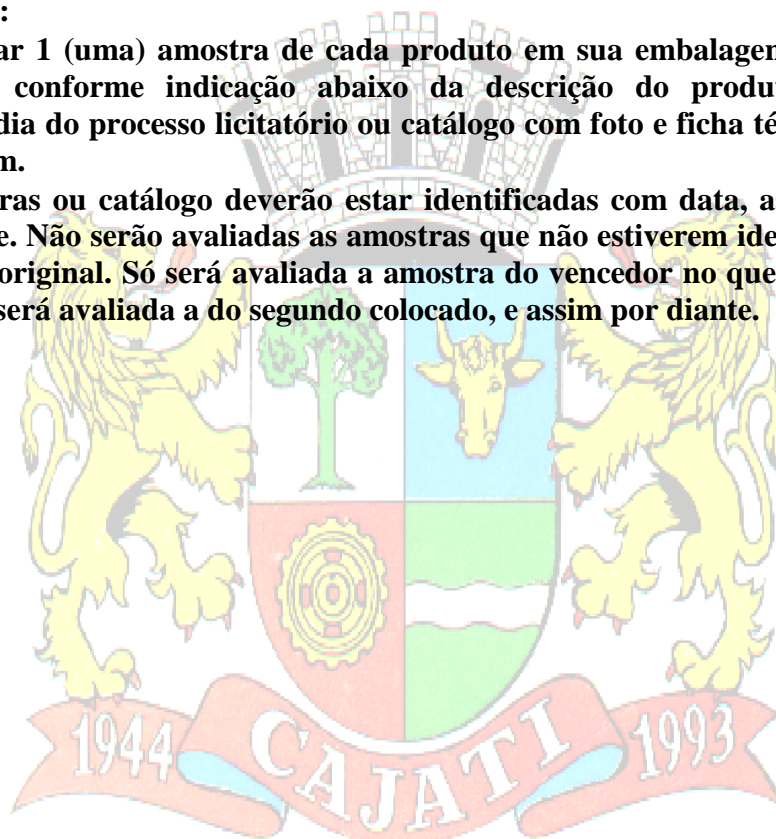 :
ar 1 (uma) amostra de cada produto em sua embalagem
conforme indicação abaixo da descrição do produt
dia do processo licitatório ou catálogo com foto e ficha té
m.
ras ou catálogo deverão estar identificadas com data, a
e. Não serão avaliadas as amostras que não estiverem ide
original. Só será avaliada a amostra do vencedor no que
será avaliada a do segundo colocado, e assim por diante.
1944 CAJATI 1993